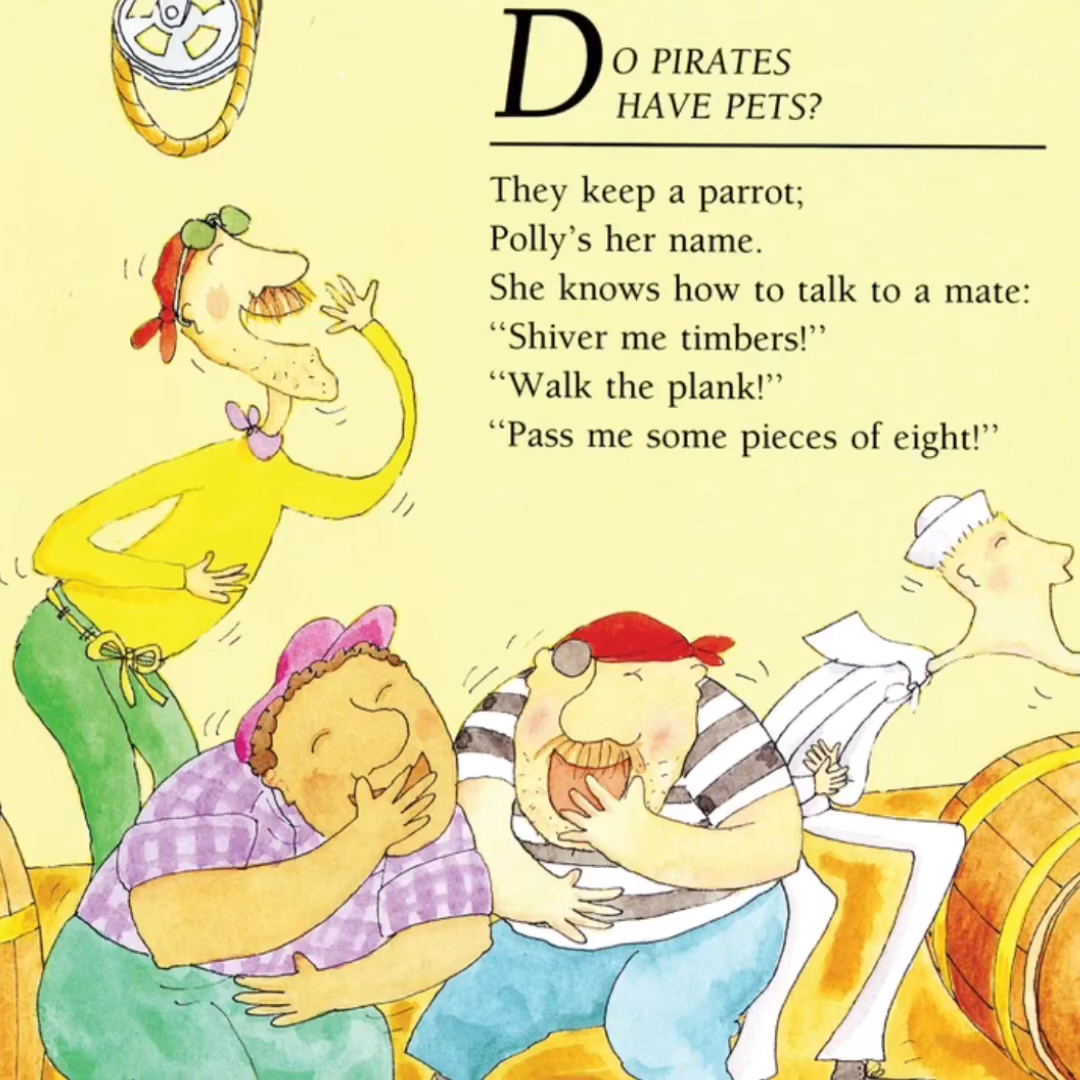 DO PIRATES
HAVE PETS?
They keep a parrot;
Polly's her name.
She knows how to talk to a mate:
“Shiver me timbers!”
“Walk the plank!”
“Pass me some pieces of eight!”